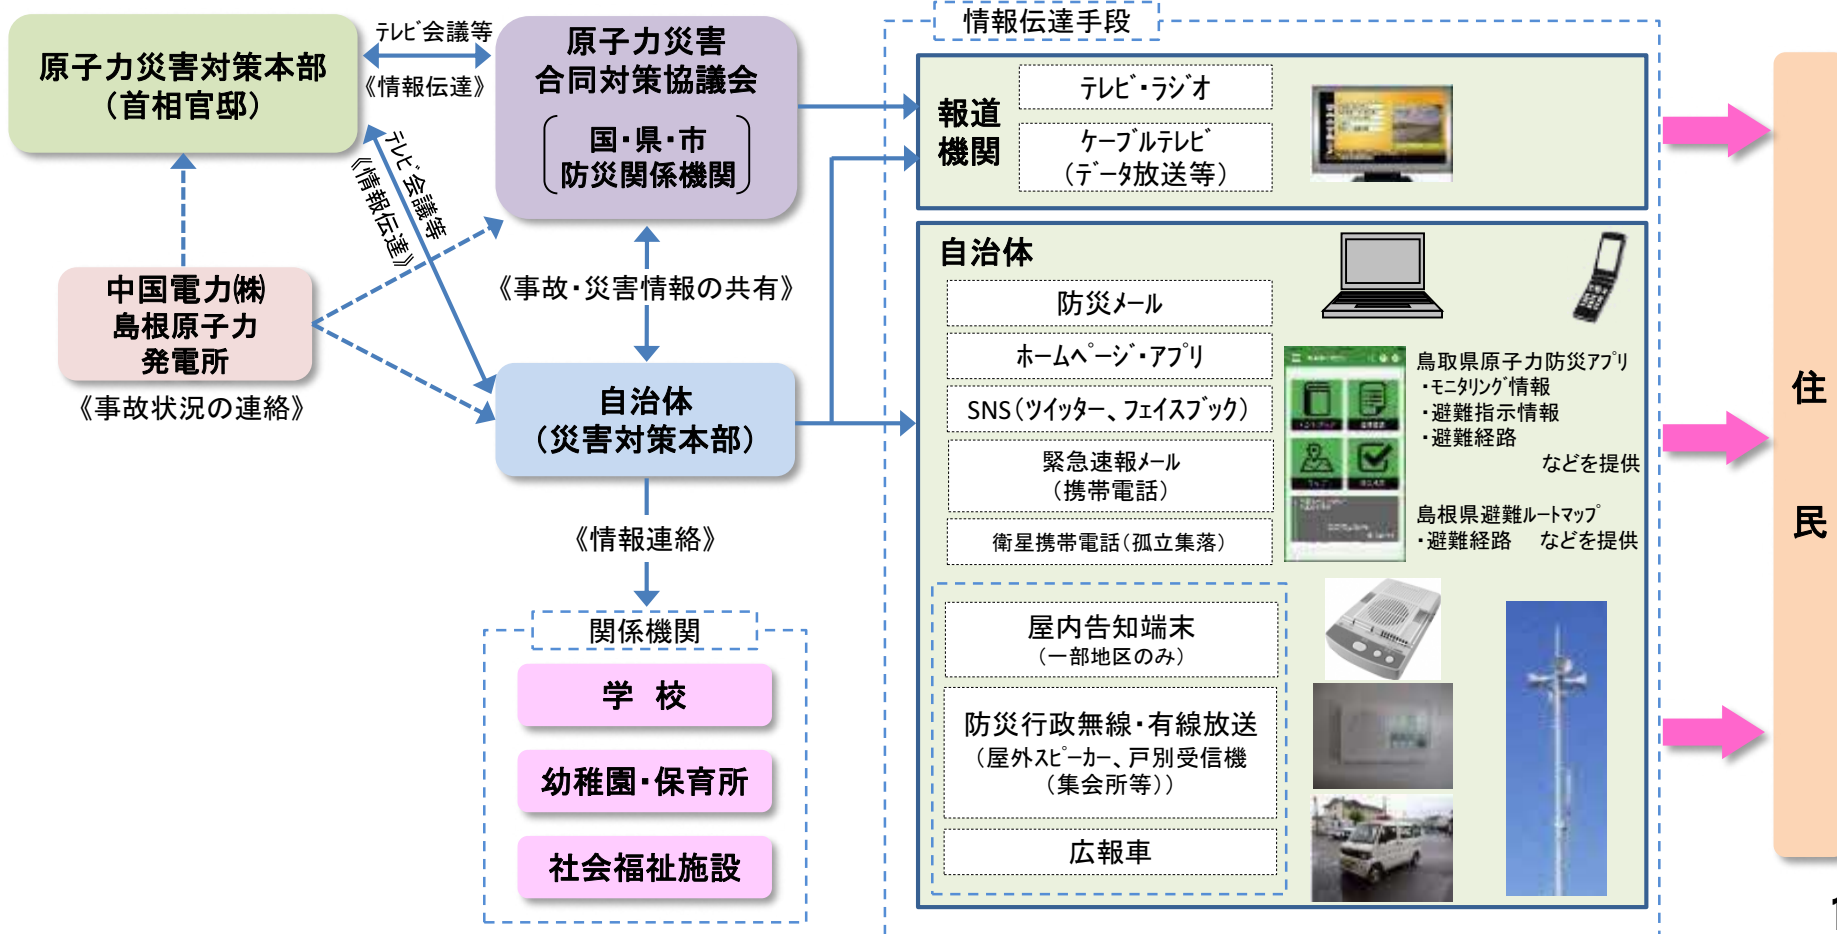 原子力災害対策本部
（首相官邸）
テレビ会議等
《情報伝達》
原子力災害
合同対策協議会
国・県・市
防災関係機関
テレビ会議等
《情報伝達》
中国電力㈱
島根原子力
発電所
《事故状況の連絡》
《事故・災害情報の共有》
自治体
（災害対策本部）
《情報連絡》
関係機関
学 校
幼稚園・保育所
社会福祉施設
情報伝達手段
報道
機関
テレビ・ラジオ
ケーブルテレビ
（データ放送等）
自治体
防災メール
ホームページ・アプリ
SNS（ツイッター、フェイスブック）
緊急速報メール
（携帯電話）
衛星携帯電話（孤立集落）
鳥取県原子力防災アプリ
・モニタリング情報
・避難指示情報
・避難経路
などを提供
島根県避難ルートマップ
・避難経路 などを提供
屋内告知端末
（一部地区のみ）
防災行政無線・有線放送
（屋外スピーカー、戸別受信機
（集会所等））
広報車
住
民